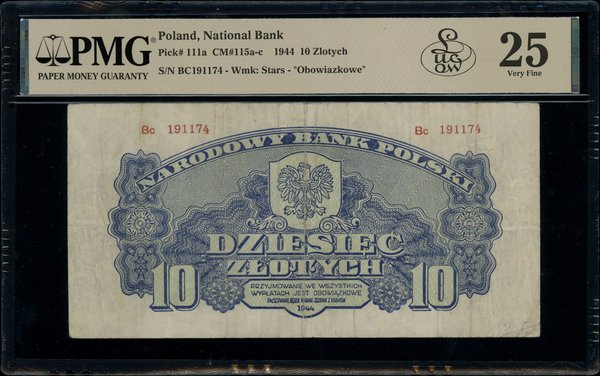 PMG
PAPER MONEY GUARANTY
Poland, National Bank
Pick# 111a CM#115a-c 1944 10 Zlotych
S/N BC191174 - Wmk: Stars - "Obowiazkowe"
Lucow
25
Very Fine
Bc 191174
Bc 191174
NARODOWY BANK POLSKI
DZIESIĘĆ
ZŁOTYCH
10
10
PRZYJMOWANIE WE WSZYSTKICH
WYPŁATACH JEST OBOWIĄZKOWE
1944